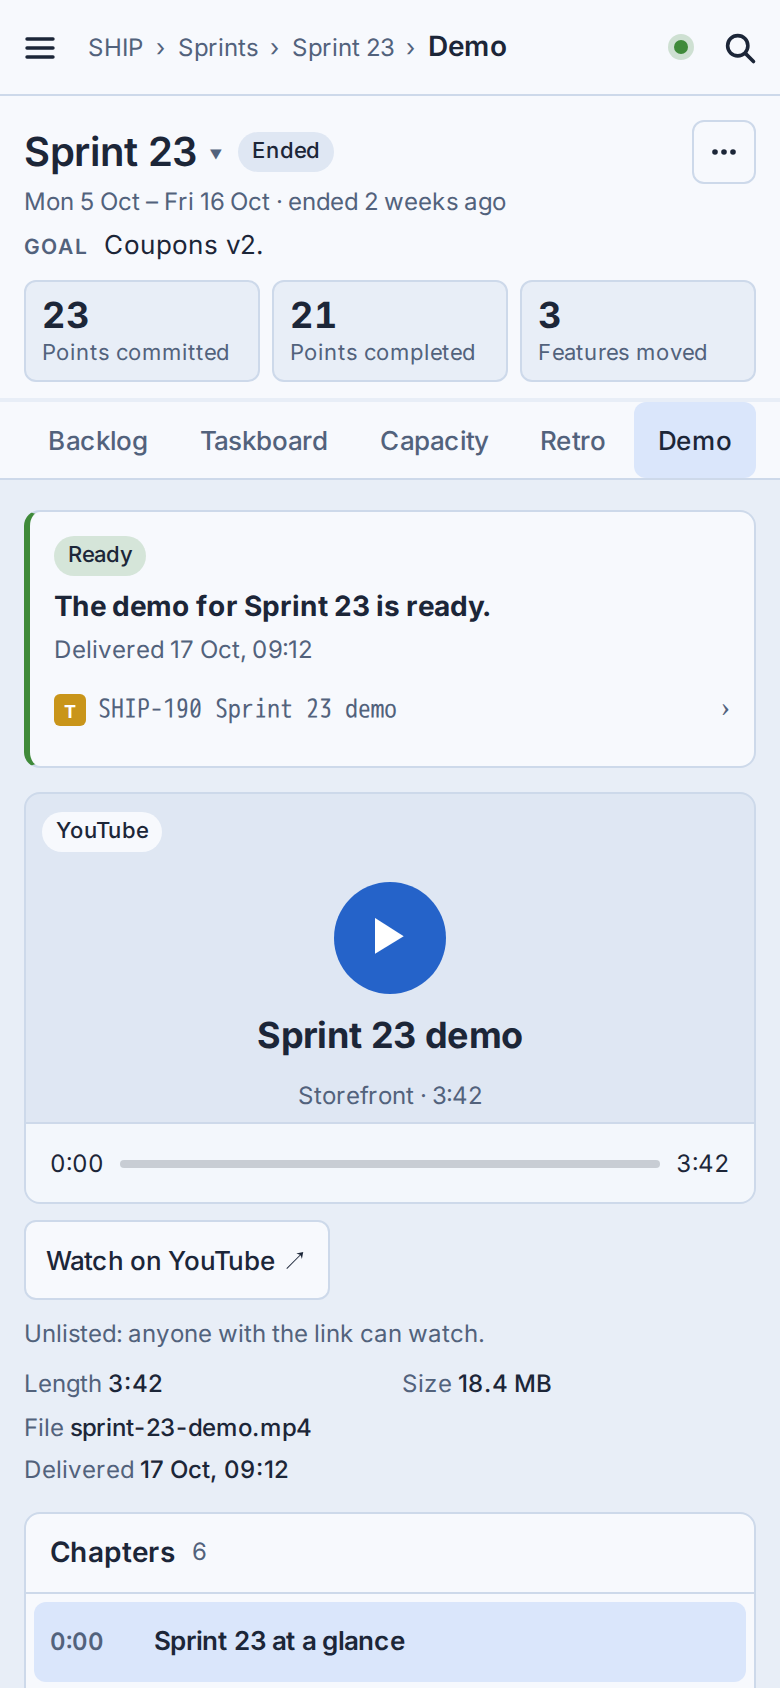 SHIP › Sprints › Sprint 23 › Demo
Sprint 23 ▾ Ended
Mon 5 Oct – Fri 16 Oct · ended 2 weeks ago
GOAL Coupons v2.
23 21 3
Points committed Points completed Features moved
Backlog Taskboard Capacity Retro Demo
Ready
The demo for Sprint 23 is ready.
Delivered 17 Oct, 09:12
T SHIP-190 Sprint 23 demo ›
YouTube
Sprint 23 demo
Storefront · 3:42
0:00 3:42
Watch on YouTube ↗
Unlisted: anyone with the link can watch.
Length 3:42 Size 18.4 MB
File sprint-23-demo.mp4
Delivered 17 Oct, 09:12
Chapters 6
0:00 Sprint 23 at a glance